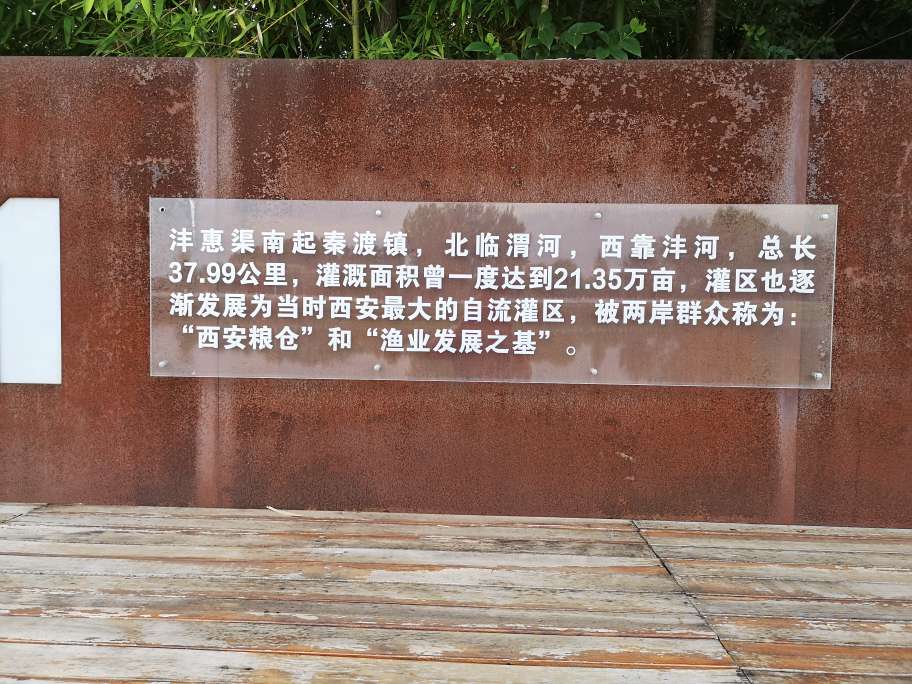 沣惠渠南起秦渡镇，北临渭河，西靠沣河，总长
37.99公里，灌溉面积曾一度达到21.35万亩，灌区也逐
渐发展为当时西安最大的自流灌区，被两岸群众称为：
“西安粮仓”和“渔业发展之基”。